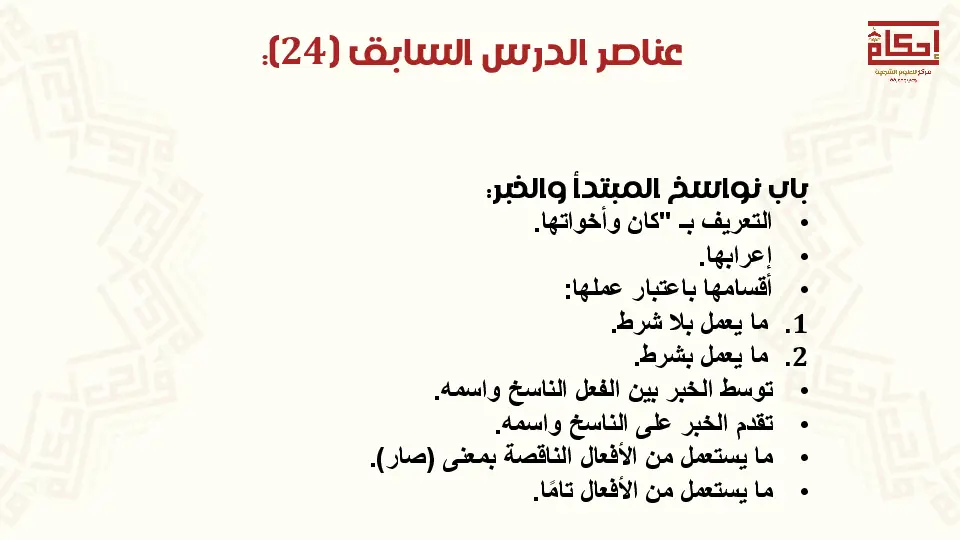 إحكام
مركز للعلوم الشرعية
عناصر الدرس السابق (24):
باب نواسخ المبتدأ والخبر:
• التعريف بـ "كان وأخواتها.
• إعرابها.
• أقسامها باعتبار عملها:
1. ما يعمل بلا شرط.
2. ما يعمل بشرط.
• توسط الخبر بين الفعل الناسخ واسمه.
• تقدم الخبر على الناسخ واسمه.
• ما يستعمل من الأفعال الناقصة بمعنى (صار).
• ما يستعمل من الأفعال تامًا.